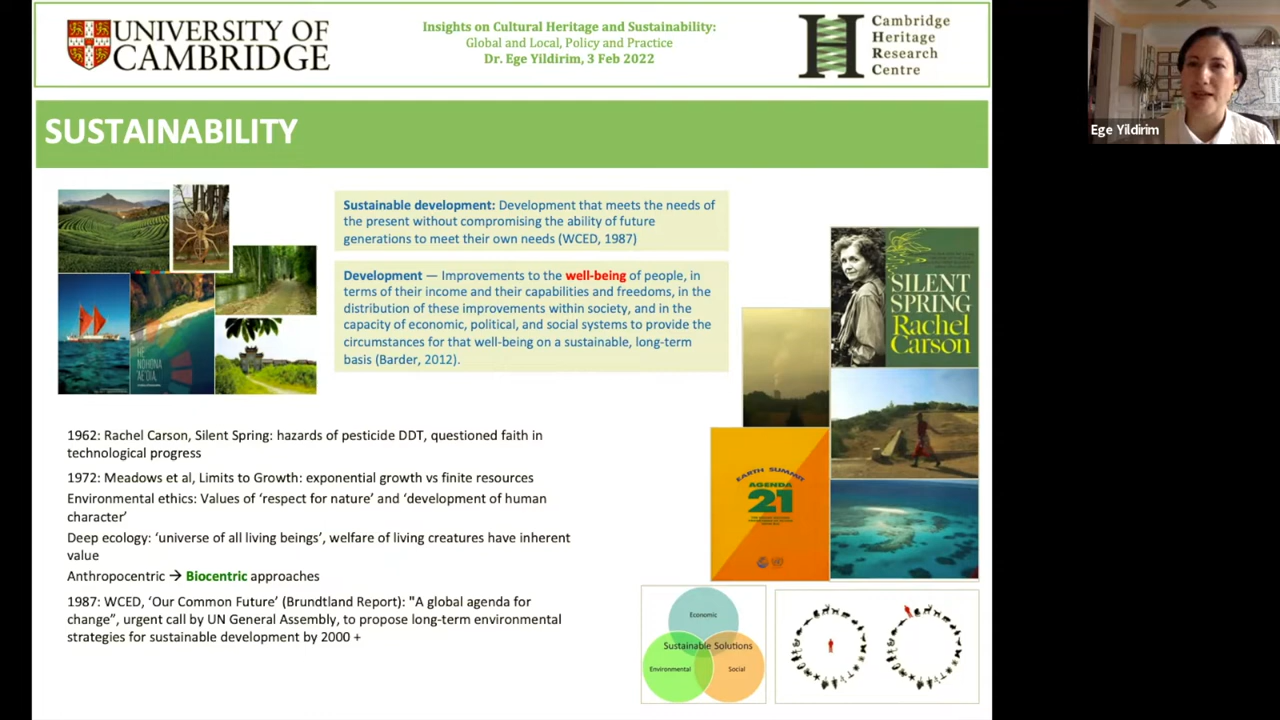 UNIVERSITY OF
CAMBRIDGE
Insights on Cultural Heritage and Sustainability:
Global and Local, Policy and Practice
Dr. Ege Yildirim, 3 Feb 2022
Cambridge
Heritage
Research
Centre
Ege Yildirim
SUSTAINABILITY
Sustainable development: Development that meets the needs of
the present without compromising the ability of future
generations to meet their own needs (WCED, 1987)
Development — Improvements to the well-being of people, in
terms of their income and their capabilities and freedoms, in the
distribution of these improvements within society, and in the
capacity of economic, political, and social systems to provide the
circumstances for that well-being on a sustainable, long-term
basis (Barder, 2012).
SILENT
SPRING
Rachel
Carson
1962: Rachel Carson, Silent Spring: hazards of pesticide DDT, questioned faith in
technological progress
1972: Meadows et al, Limits to Growth: exponential growth vs finite resources
Environmental ethics: Values of ‘respect for nature’ and ‘development of human
character’
Deep ecology: ‘universe of all living beings’, welfare of living creatures have inherent
value
Anthropocentric → Biocentric approaches
1987: WCED, ‘Our Common Future’ (Brundtland Report): "A global agenda for
change”, urgent call by UN General Assembly, to propose long-term environmental
strategies for sustainable development by 2000 +
EARTH SUMMIT
AGENDA
21
Economic
Sustainable Solutions
Environmental
Social